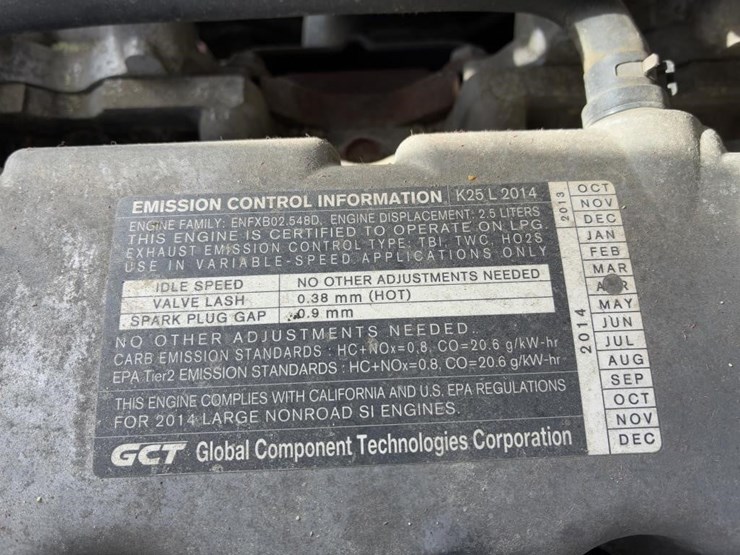 EMISSION CONTROL INFORMATION K25 L 2014
ENGINE FAMILY: ENFXB02.548D, ENGINE DISPLACEMENT: 2.5 LITERS
THIS ENGINE IS CERTIFIED TO OPERATE ON LPG.
EXHAUST EMISSION CONTROL TYPE: TBI, TWC, HO2S
USE IN VARIABLE-SPEED APPLICATIONS ONLY
IDLE SPEED NO OTHER ADJUSTMENTS NEEDED
VALVE LASH 0.38 mm (HOT)
SPARK PLUG GAP 0.9 mm
NO OTHER ADJUSTMENTS NEEDED.
CARB EMISSION STANDARDS : HC+NOx=0.8, CO=20.6 g/kW-hr
EPA Tier2 EMISSION STANDARDS : HC+NOx=0.8, CO=20.6 g/kW-hr
THIS ENGINE COMPLIES WITH CALIFORNIA AND U.S. EPA REGULATIONS
FOR 2014 LARGE NONROAD SI ENGINES.
GCT Global Component Technologies Corporation
2013
OCT
NOV
DEC
2014
JAN
FEB
MAR
APR
MAY
JUN
JUL
AUG
SEP
OCT
NOV
DEC